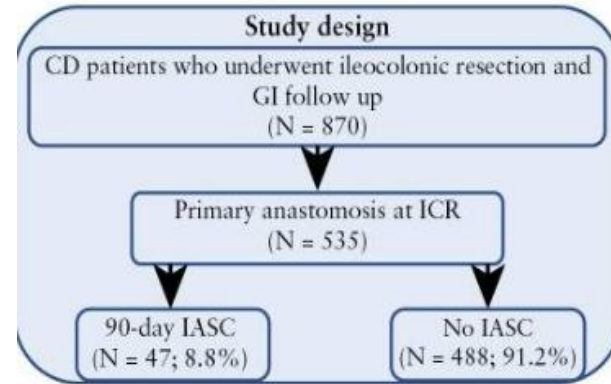 Study design
CD patients who underwent ileocolonic resection and
GI follow up
(N = 870)
Primary anastomosis at ICR
(N = 535)
90-day IASC
(N = 47; 8.8%)
No IASC
(N = 488; 91.2%)